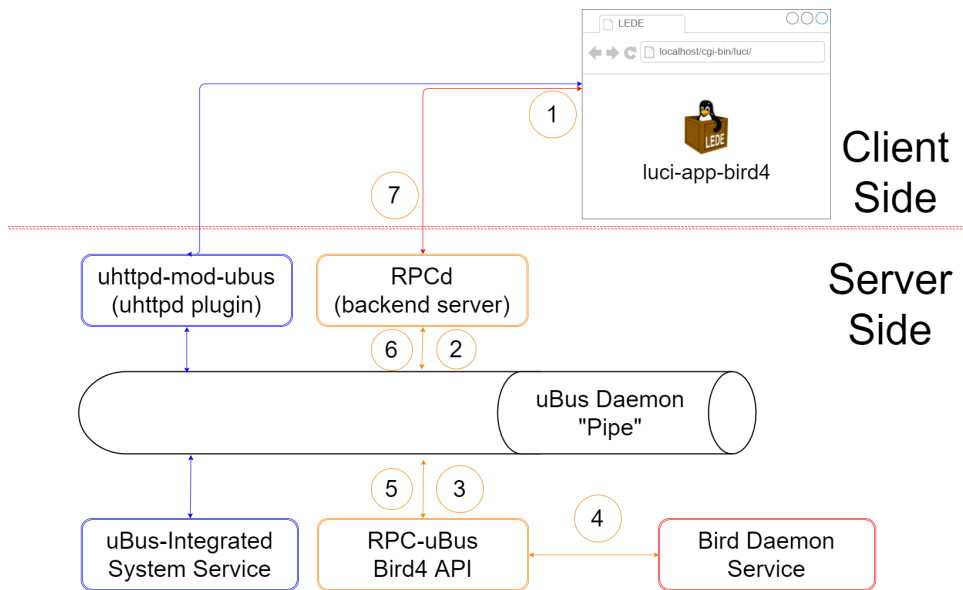 LEDE
localhost/cgi-bin/luci/
1
LEDE
luci-app-bird4
Client
Side
7
uhttpd-mod-ubus
(uhttpd plugin)
RPCd
(backend server)
Server
Side
6
2
uBus Daemon
"Pipe"
5
3
4
uBus-Integrated
System Service
RPC-uBus
Bird4 API
Bird Daemon
Service